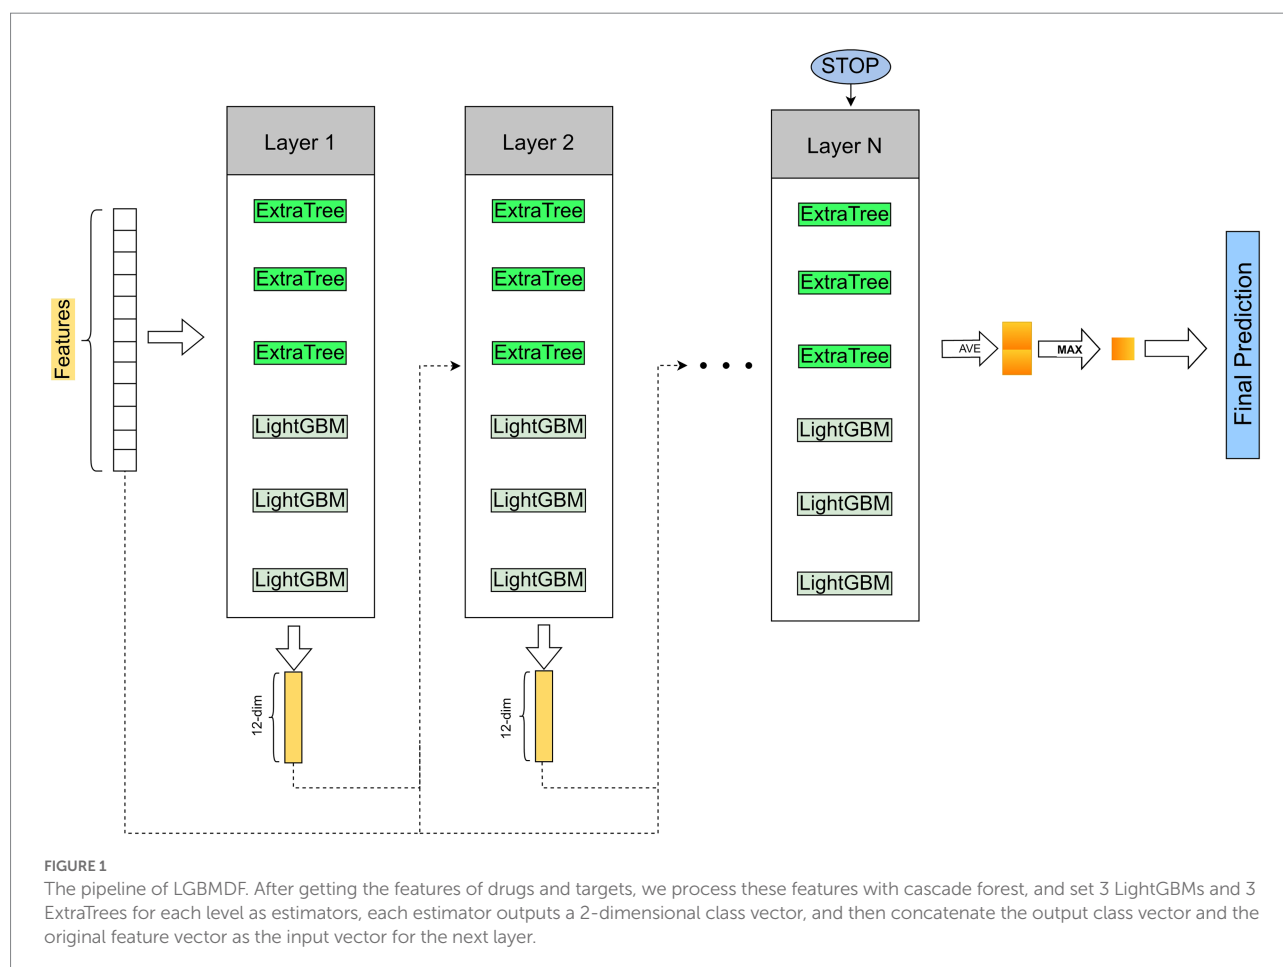 STOP
Layer 1
Layer 2
Layer N
ExtraTree
ExtraTree
ExtraTree
ExtraTree
ExtraTree
ExtraTree
ExtraTree
ExtraTree
ExtraTree
LightGBM
LightGBM
LightGBM
LightGBM
LightGBM
LightGBM
LightGBM
LightGBM
LightGBM
Features
12-dim
12-dim
AVE
MAX
Final Prediction
FIGURE 1
The pipeline of LGBMDF. After getting the features of drugs and targets, we process these features with cascade forest, and set 3 LightGBMs and 3
ExtraTrees for each level as estimators, each estimator outputs a 2-dimensional class vector, and then concatenate the output class vector and the
original feature vector as the input vector for the next layer.